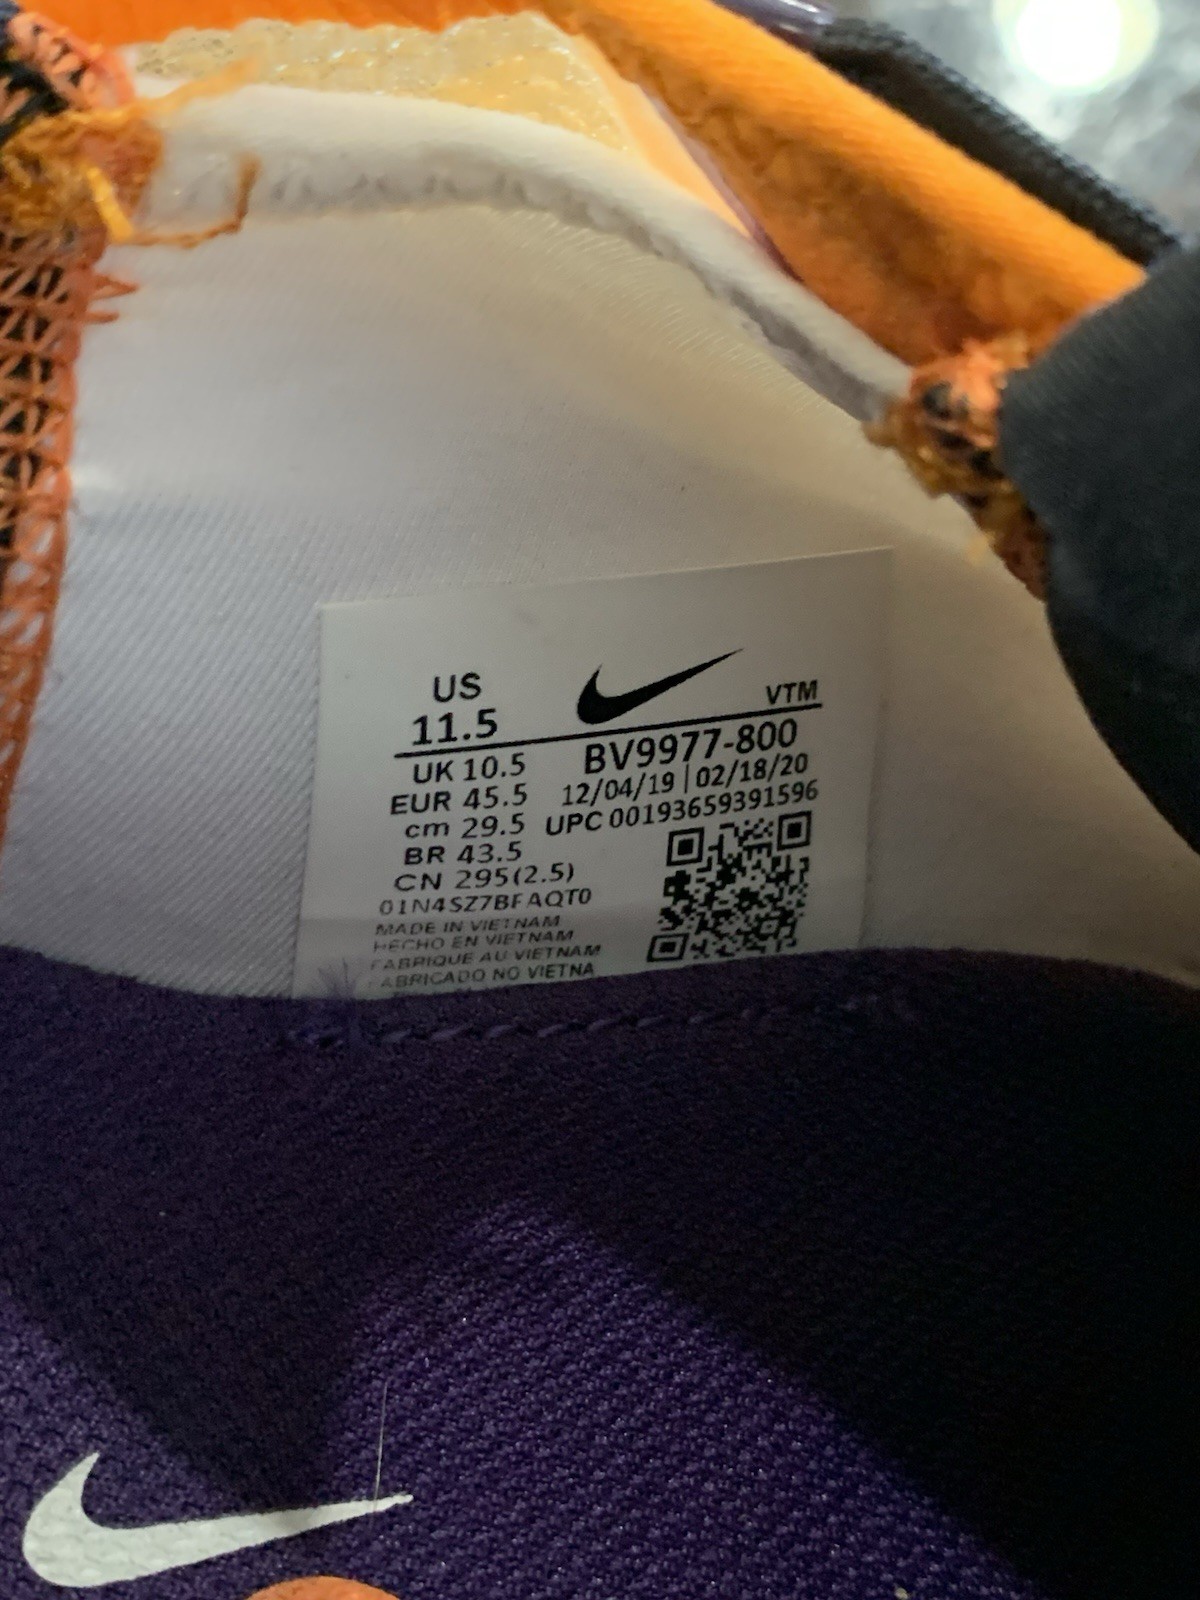 US
11.5
VTM
UK 10.5
BV9977-800
EUR 45.5
12/04/19 | 02/18/20
cm 29.5
UPC 00193659391596
BR 43.5
CN 295(2.5)
01N4SZ7BFAQT0
MADE IN VIETNAM
HECHO EN VIETNAM
FABRIQUE AU VIETNAM
FABRICADO NO VIETNA